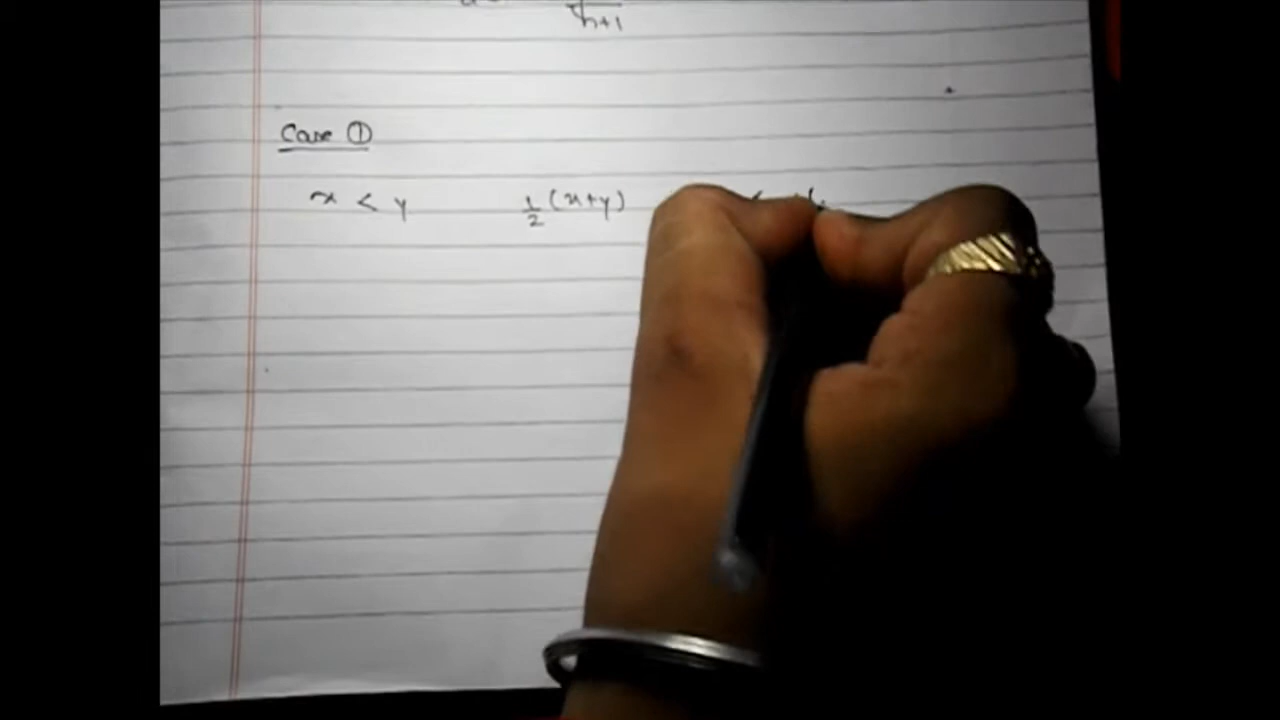 √n+1
Case ①
x < y ½ (x+y) <